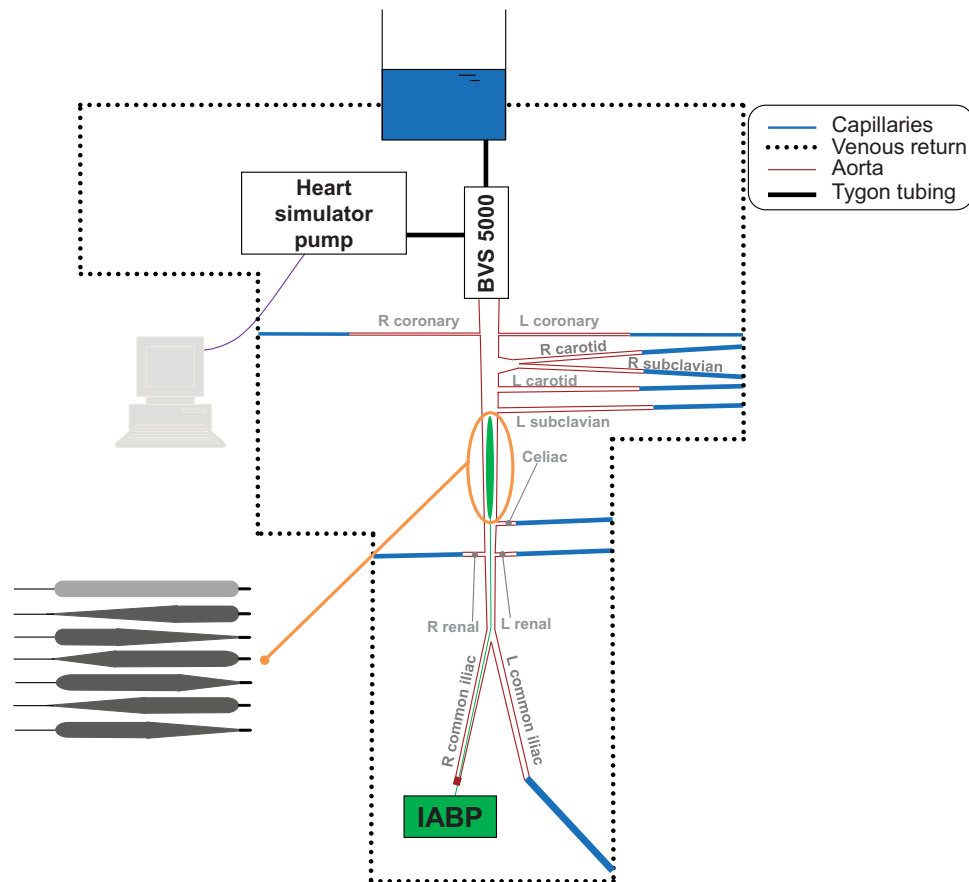 Capillaries
Venous return
Aorta
Tygon tubing
Heart
simulator
pump
BVS 5000
R coronary
L coronary
R carotid
R subclavian
L carotid
L subclavian
Celiac
R renal
L renal
R common iliac
L common iliac
IABP